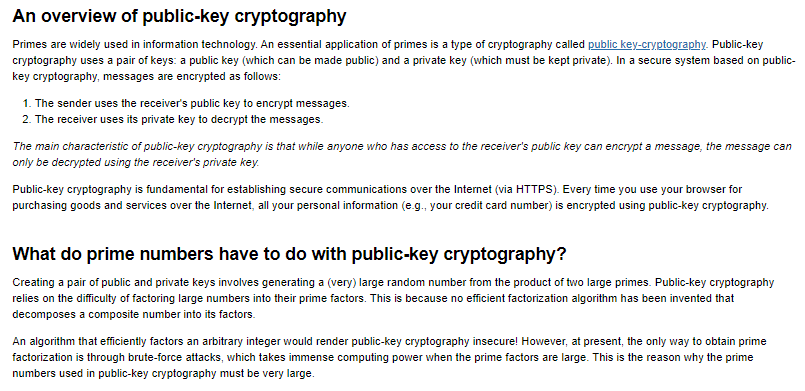 An overview of public-key cryptography
Primes are widely used in information technology. An essential application of primes is a type of cryptography called public key-cryptography. Public-key
cryptography uses a pair of keys: a public key (which can be made public) and a private key (which must be kept private). In a secure system based on public-
key cryptography, messages are encrypted as follows:
1. The sender uses the receiver's public key to encrypt messages.
2. The receiver uses its private key to decrypt the messages.
The main characteristic of public-key cryptography is that while anyone who has access to the receiver's public key can encrypt a message, the message can
only be decrypted using the receiver's private key.
Public-key cryptography is fundamental for establishing secure communications over the Internet (via HTTPS). Every time you use your browser for
purchasing goods and services over the Internet, all your personal information (e.g., your credit card number) is encrypted using public-key cryptography.
What do prime numbers have to do with public-key cryptography?
Creating a pair of public and private keys involves generating a (very) large random number from the product of two large primes. Public-key cryptography
relies on the difficulty of factoring large numbers into their prime factors. This is because no efficient factorization algorithm has been invented that
decomposes a composite number into its factors.
An algorithm that efficiently factors an arbitrary integer would render public-key cryptography insecure! However, at present, the only way to obtain prime
factorization is through brute-force attacks, which takes immense computing power when the prime factors are large. This is the reason why the prime
numbers used in public-key cryptography must be very large.